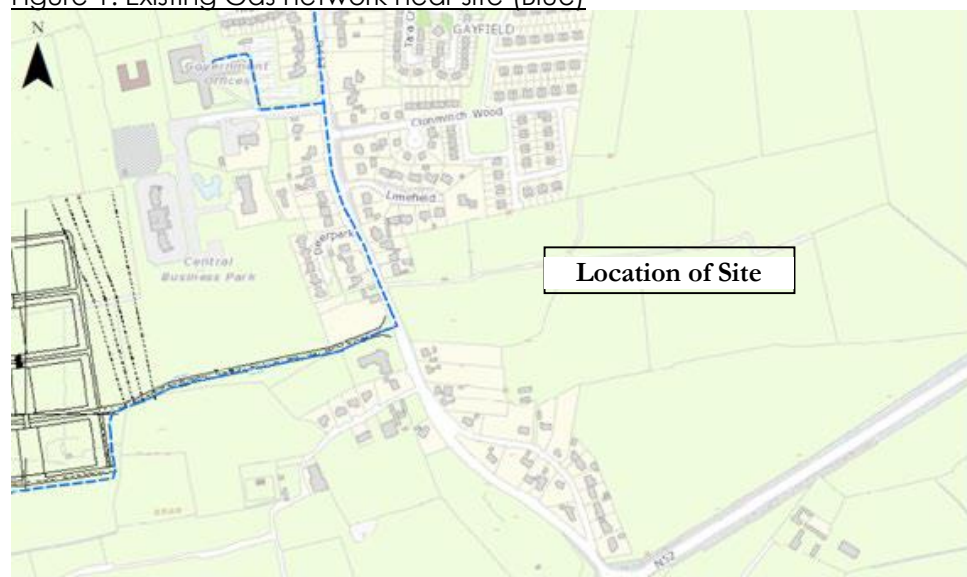 Figure 1: Existing Gas Network near Site (Blue)
N
GAYFIELD
Government
Offices
Clonminch Wood
Limefield
Deerpark
Central
Business Park
Location of Site
N52